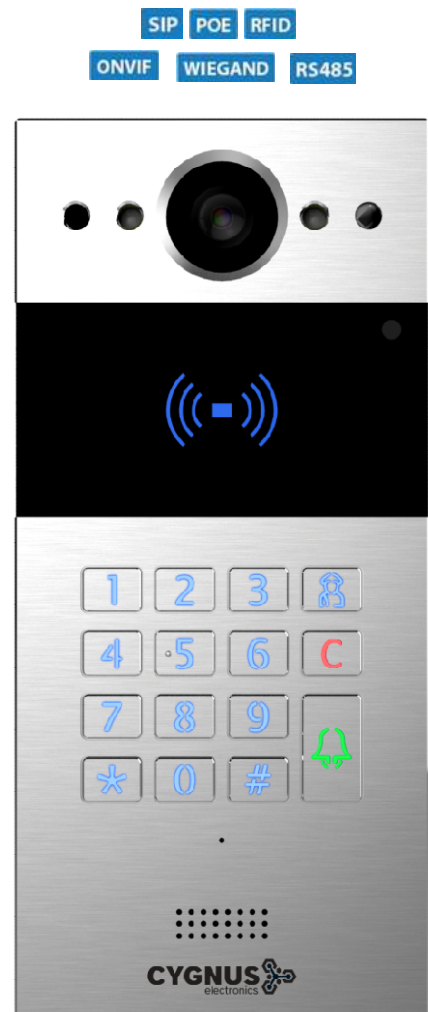 SIP POE RFID
ONVIF WIEGAND RS485
1 2 3
4 5 6 C
7 8 9
* 0 #
CYGNUS
electronics